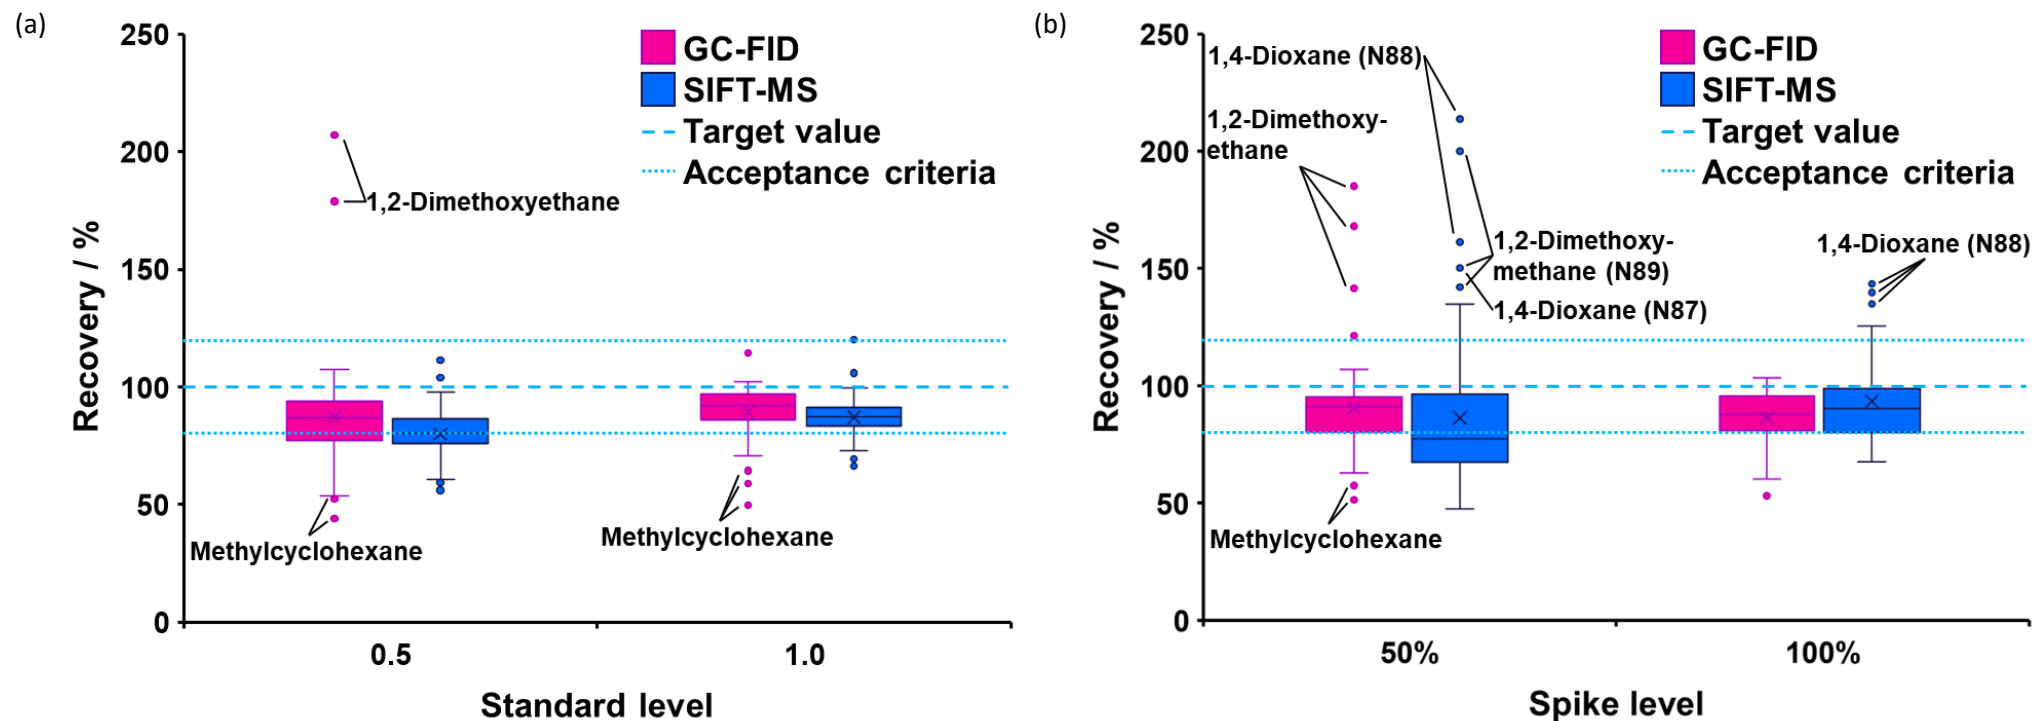 (a)
250
200
150
100
50
0
Recovery / %
GC-FID
SIFT-MS
Target value
Acceptance criteria
1,2-Dimethoxyethane
Methylcyclohexane
Methylcyclohexane
0.5
1.0
Standard level
(b)
250
200
150
100
50
0
Recovery / %
GC-FID
SIFT-MS
Target value
Acceptance criteria
1,4-Dioxane (N88)
1,2-Dimethoxy-
ethane
1,2-Dimethoxy-
methane (N89)
1,4-Dioxane (N87)
1,4-Dioxane (N88)
Methylcyclohexane
50%
100%
Spike level